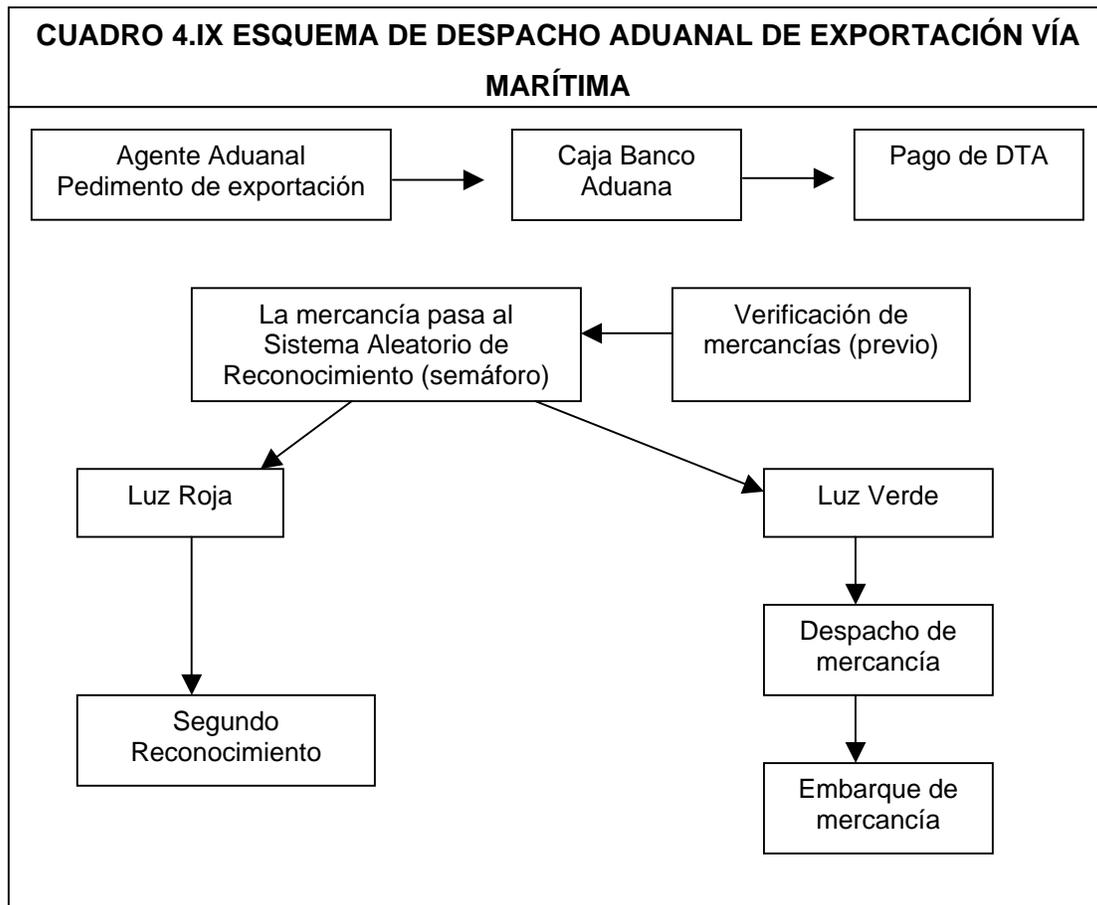 CUADRO 4.IX ESQUEMA DE DESPACHO ADUANAL DE EXPORTACIÓN VÍA
MARÍTIMA
Agente Aduanal
Pedimento de exportación
Caja Banco
Aduana
Pago de DTA
La mercancía pasa al
Sistema Aleatorio de
Reconocimiento (semáforo)
Verificación de
mercancías (previo)
Luz Roja
Luz Verde
Despacho de
mercancía
Segundo
Reconocimiento
Embarque de
mercancía